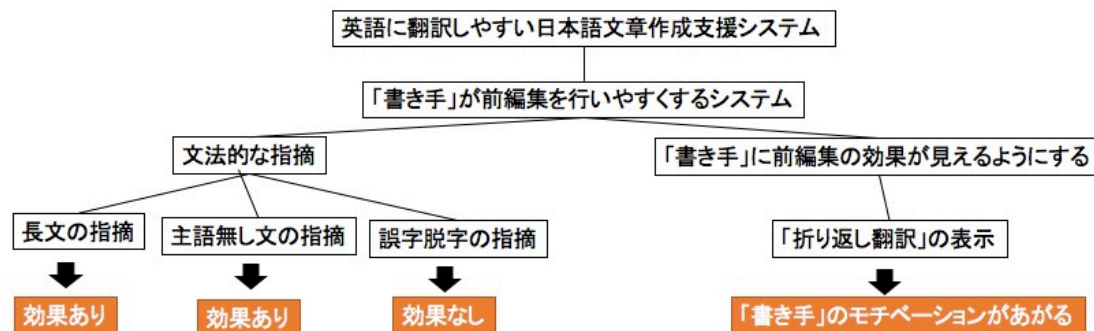 英語に翻訳しやすい日本語文章作成支援システム
「書き手」が前編集を行いやすくするシステム
文法的な指摘
「書き手」に前編集の効果が見えるようにする
長文の指摘
主語無し文の指摘
誤字脱字の指摘
「折り返し翻訳」の表示
効果あり
効果あり
効果なし
「書き手」のモチベーションがあがる